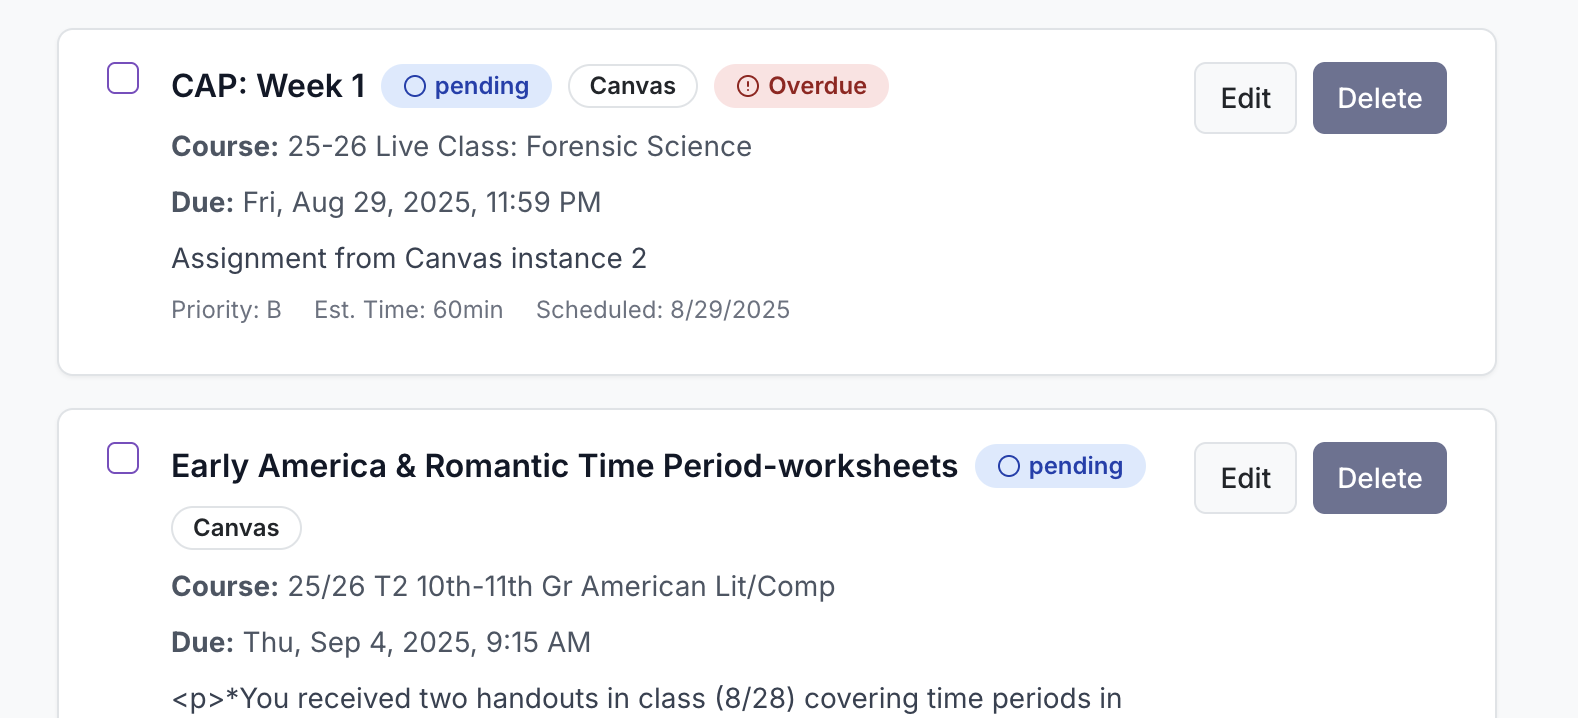 CAP: Week 1 pending Canvas Overdue Edit Delete
Course: 25-26 Live Class: Forensic Science
Due: Fri, Aug 29, 2025, 11:59 PM
Assignment from Canvas instance 2
Priority: B Est. Time: 60min Scheduled: 8/29/2025
Early America & Romantic Time Period-worksheets pending Edit Delete
Canvas
Course: 25/26 T2 10th-11th Gr American Lit/Comp
Due: Thu, Sep 4, 2025, 9:15 AM
<p>*You received two handouts in class (8/28) covering time periods in